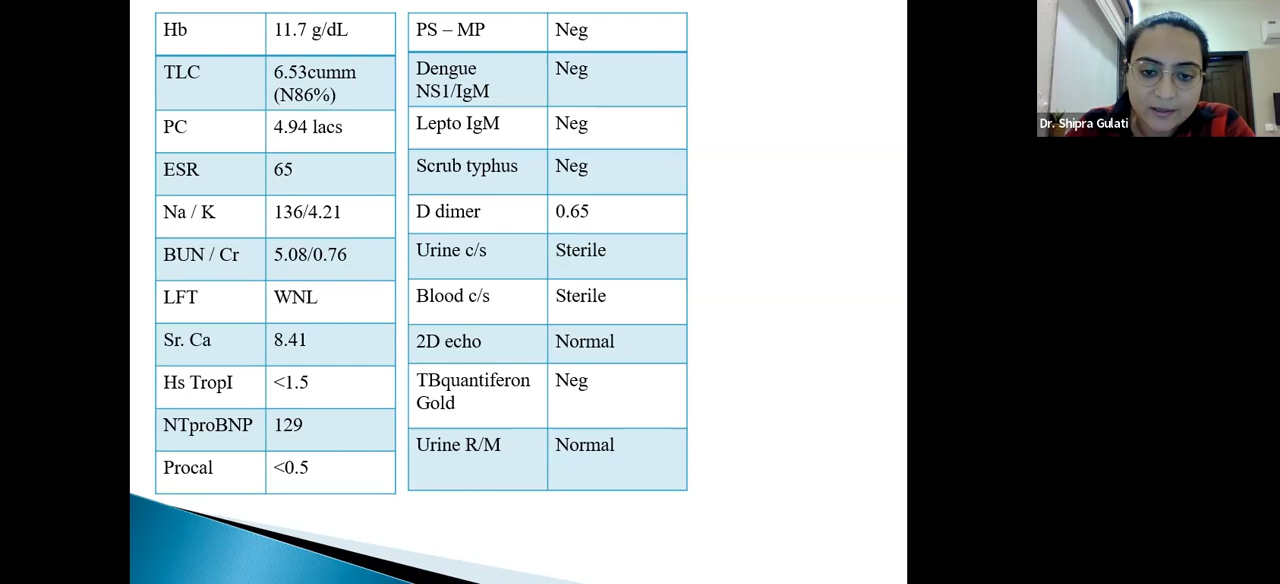 Hb 11.7 g/dL
TLC 6.53cumm
(N86%)
PC 4.94 lacs
ESR 65
Na / K 136/4.21
BUN / Cr 5.08/0.76
LFT WNL
Sr. Ca 8.41
Hs TropI <1.5
NTproBNP 129
Procal <0.5
PS – MP Neg
Dengue Neg
NS1/IgM
Lepto IgM Neg
Scrub typhus Neg
D dimer 0.65
Urine c/s Sterile
Blood c/s Sterile
2D echo Normal
TBquantiferon Neg
Gold
Urine R/M Normal
Dr. Shipra Gulati